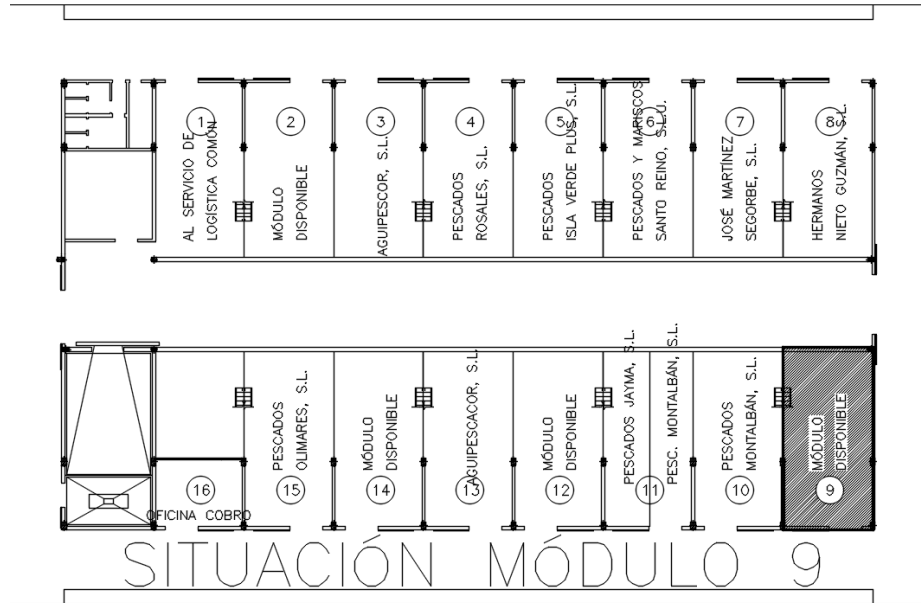 1
AL SERVICIO DE
LOGÍSTICA COMÚN
2
MÓDULO
DISPONIBLE
3
AGUIPESCOR, S.L.
4
PESCADOS
ROSALES, S.L.
5
PESCADOS
ISLA VERDE PLUS, S.L.
6
PESCADOS Y MARISCOS
SANTO REINO, S.L.U.
7
JOSÉ MARTÍNEZ
SEGORBE, S.L.
8
HERMANOS
NIETO GUZMÁN, S.L.
16
OFICINA COBRO
15
PESCADOS
OLIMARES, S.L.
14
MÓDULO
DISPONIBLE
13
AGUIPESCACOR, S.L.
12
MÓDULO
DISPONIBLE
11
PESCADOS JAYMA, S.L.
PESC. MONTALBÁN, S.L.
10
PESCADOS
MONTALBÁN, S.L.
9
MÓDULO
DISPONIBLE
SITUACIÓN MÓDULO 9